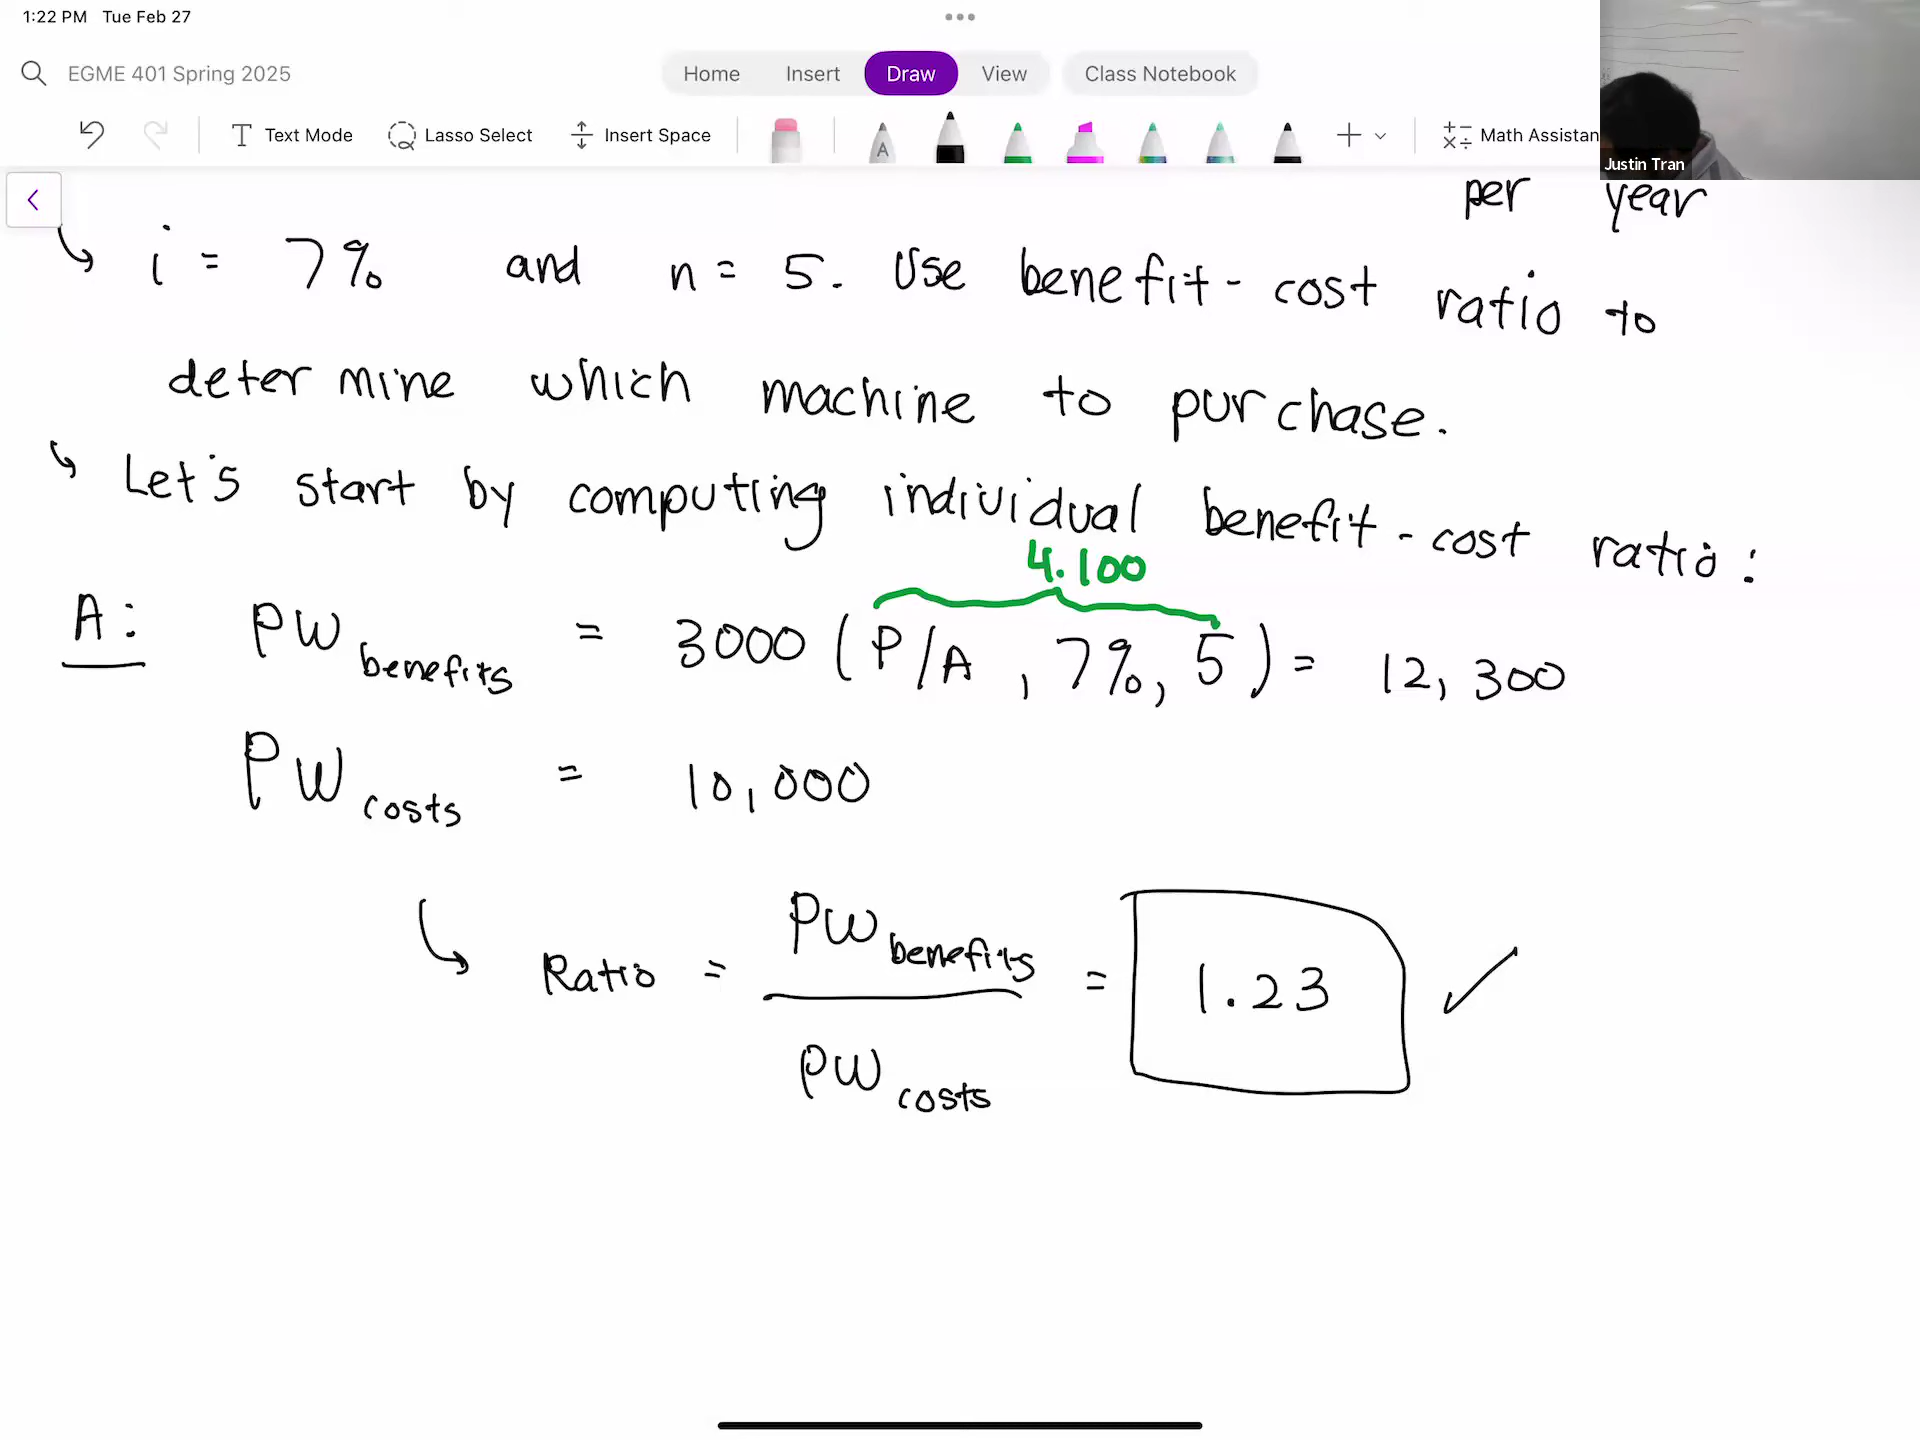 1:22 PM Tue Feb 27
EGME 401 Spring 2025
Home Insert Draw View Class Notebook
Text Mode Lasso Select Insert Space A Math Assistan
Justin Tran
per year
i = 7% and n = 5. Use benefit-cost ratio to
determine which machine to purchase.
Let's start by computing individual benefit-cost ratio:
4.100
A: PW benefits = 3000 (P/A, 7%, 5) = 12,300
PW costs = 10,000
Ratio = PW benefits = 1.23 ✓
PW costs